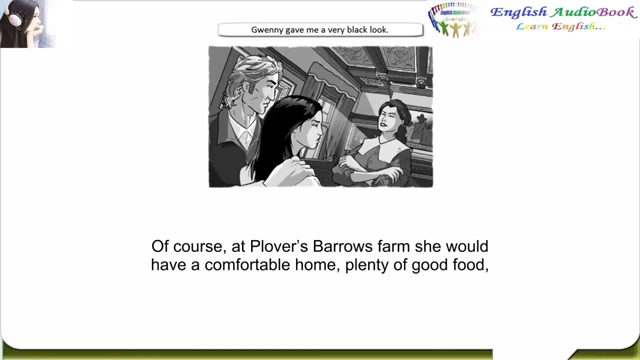 Gwenny gave me a very black look.
English AudioBook
Learn English...
Of course, at Plover's Barrows farm she would
have a comfortable home, plenty of good food,